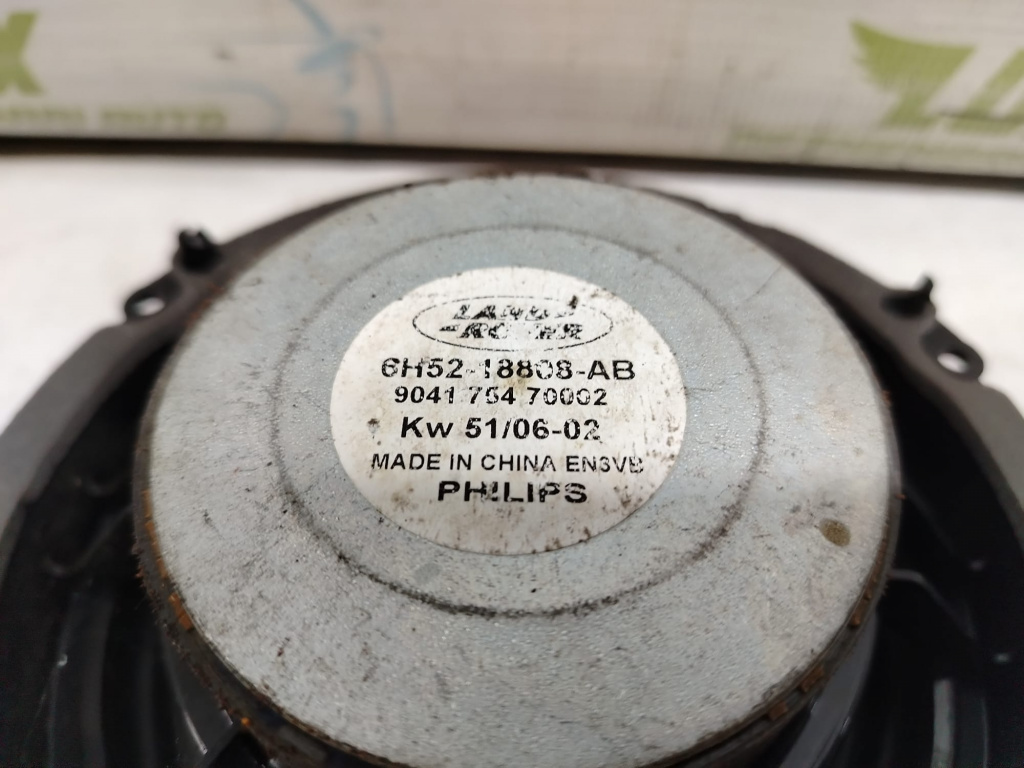 LAND
ROVER
6H52-18808-AB
9041 754 70002
Kw 51/06-02
MADE IN CHINA EN3VB
PHILIPS